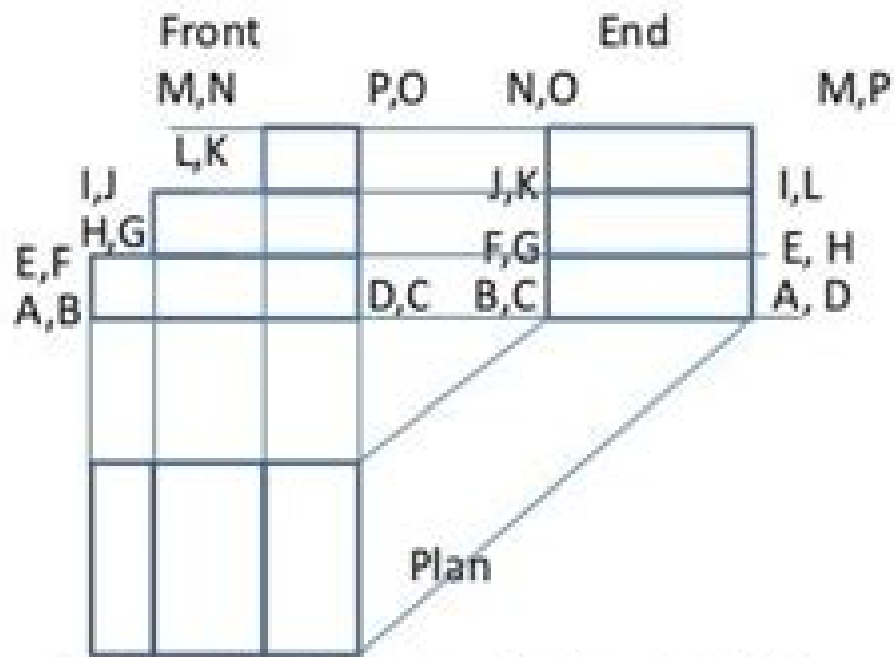 Front End
M,N P,O N,O M,P
L,K
I,J J,K I,L
H,G F,G E, H
E,F
A,B D,C B,C A, D
Plan